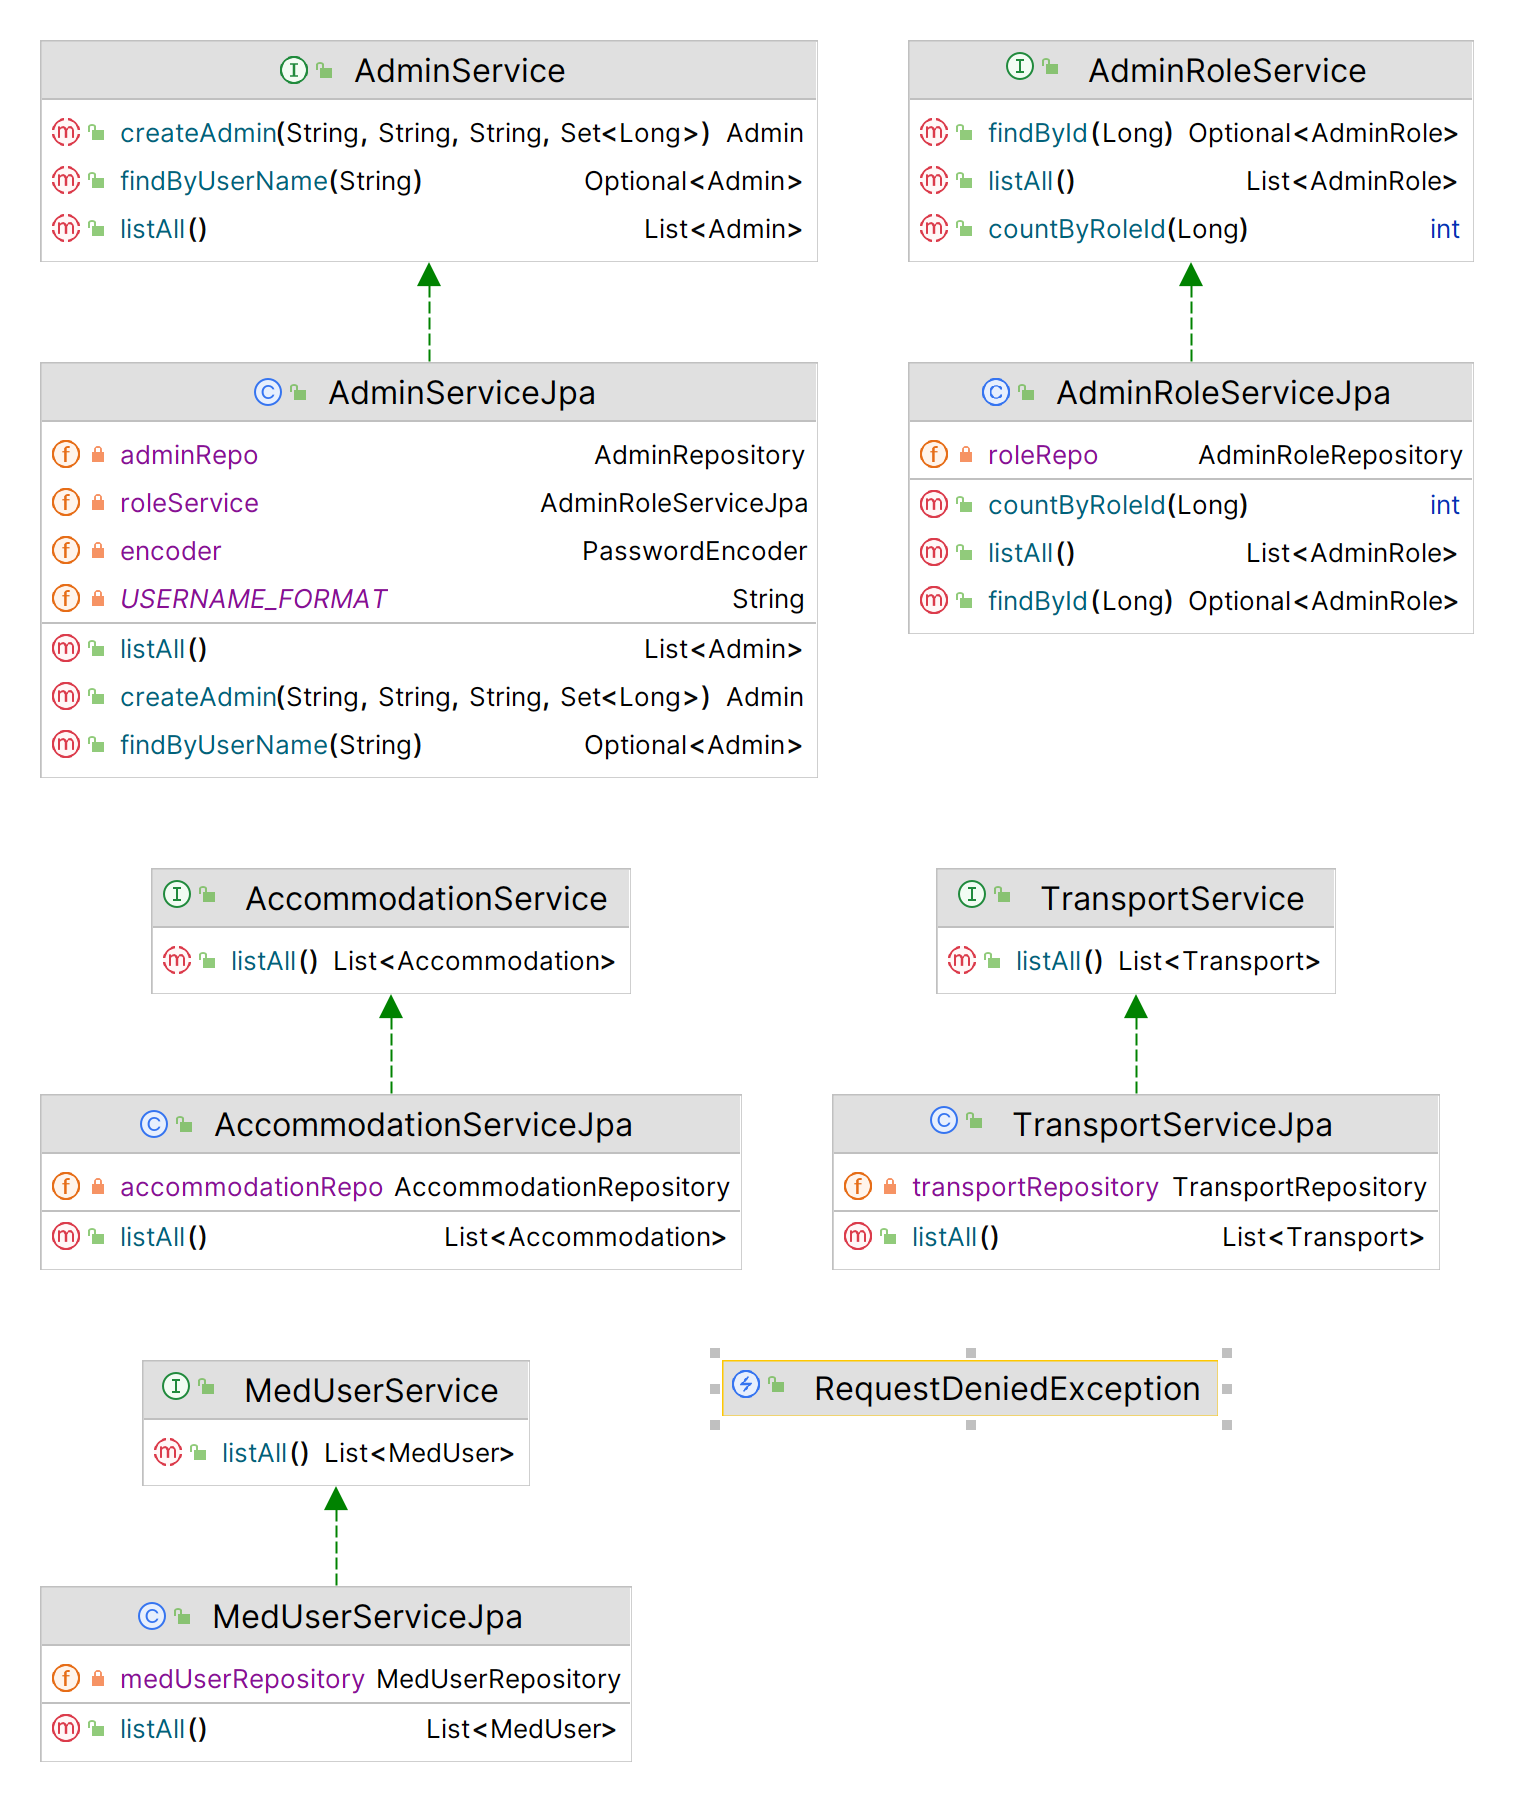 AdminService
createAdmin(String, String, String, Set<Long>) Admin
findByUserName(String) Optional<Admin>
listAll() List<Admin>
AdminRoleService
findById(Long) Optional<AdminRole>
listAll() List<AdminRole>
countByRoleId(Long) int
AdminServiceJpa
adminRepo AdminRepository
roleService AdminRoleServiceJpa
encoder PasswordEncoder
USERNAME_FORMAT String
listAll() List<Admin>
createAdmin(String, String, String, Set<Long>) Admin
findByUserName(String) Optional<Admin>
AdminRoleServiceJpa
roleRepo AdminRoleRepository
countByRoleId(Long) int
listAll() List<AdminRole>
findById(Long) Optional<AdminRole>
AccommodationService
listAll() List<Accommodation>
TransportService
listAll() List<Transport>
AccommodationServiceJpa
accommodationRepo AccommodationRepository
listAll() List<Accommodation>
TransportServiceJpa
transportRepository TransportRepository
listAll() List<Transport>
MedUserService
listAll() List<MedUser>
RequestDeniedException
MedUserServiceJpa
medUserRepository MedUserRepository
listAll() List<MedUser>